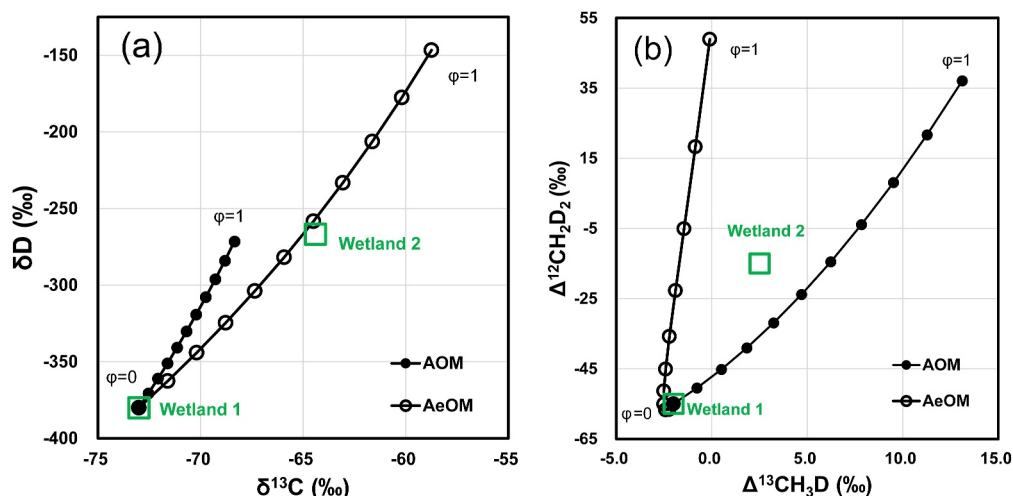 (a)
δD (‰)
-150
-200
-250
-300
-350
-400
φ=1
φ=1
Wetland 2
φ=0
Wetland 1
AOM
AeOM
-75
-70
-65
-60
-55
δ¹³C (‰)
(b)
Δ¹²CH₂D₂ (‰)
55
35
15
-5
-25
-45
-65
φ=1
φ=1
Wetland 2
φ=0
Wetland 1
AOM
AeOM
-5.0
0.0
5.0
10.0
15.0
Δ¹³CH₃D (‰)